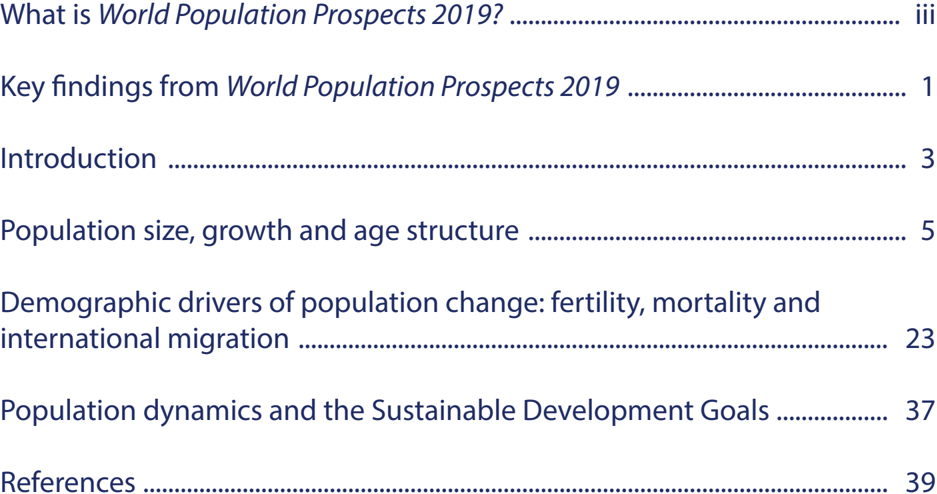 What is World Population Prospects 2019? ........................................................ iii
Key findings from World Population Prospects 2019 ........................................ 1
Introduction ............................................................................................................. 3
Population size, growth and age structure ...................................................... 5
Demographic drivers of population change: fertility, mortality and
international migration ...................................................................................... 23
Population dynamics and the Sustainable Development Goals ................ 37
References ............................................................................................................. 39